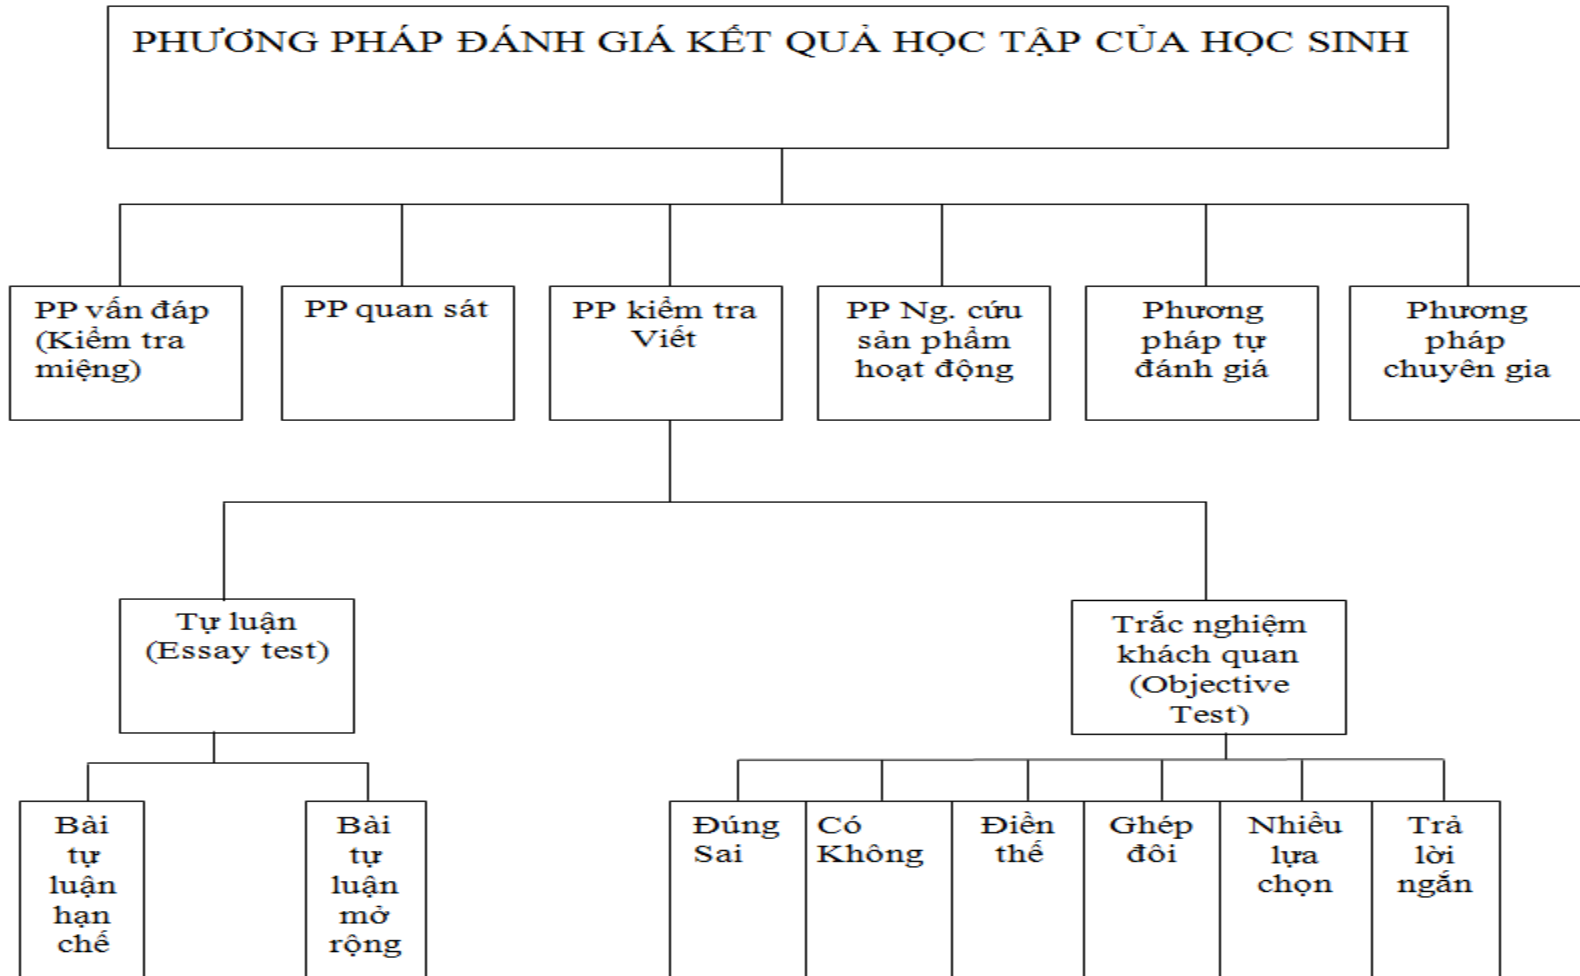 PHƯƠNG PHÁP ĐÁNH GIÁ KẾT QUẢ HỌC TẬP CỦA HỌC SINH
PP vấn đáp
(Kiểm tra
miệng)
PP quan sát
PP kiểm tra
Viết
PP Ng. cứu
sản phẩm
hoạt động
Phương
pháp tự
đánh giá
Phương
pháp
chuyên gia
Tự luận
(Essay test)
Trắc nghiệm
khách quan
(Objective
Test)
Bài
tự
luận
hạn
chế
Bài
tự
luận
mở
rộng
Đúng
Sai
Có
Không
Điền
thế
Ghép
đôi
Nhiều
lựa
chọn
Trả
lời
ngắn